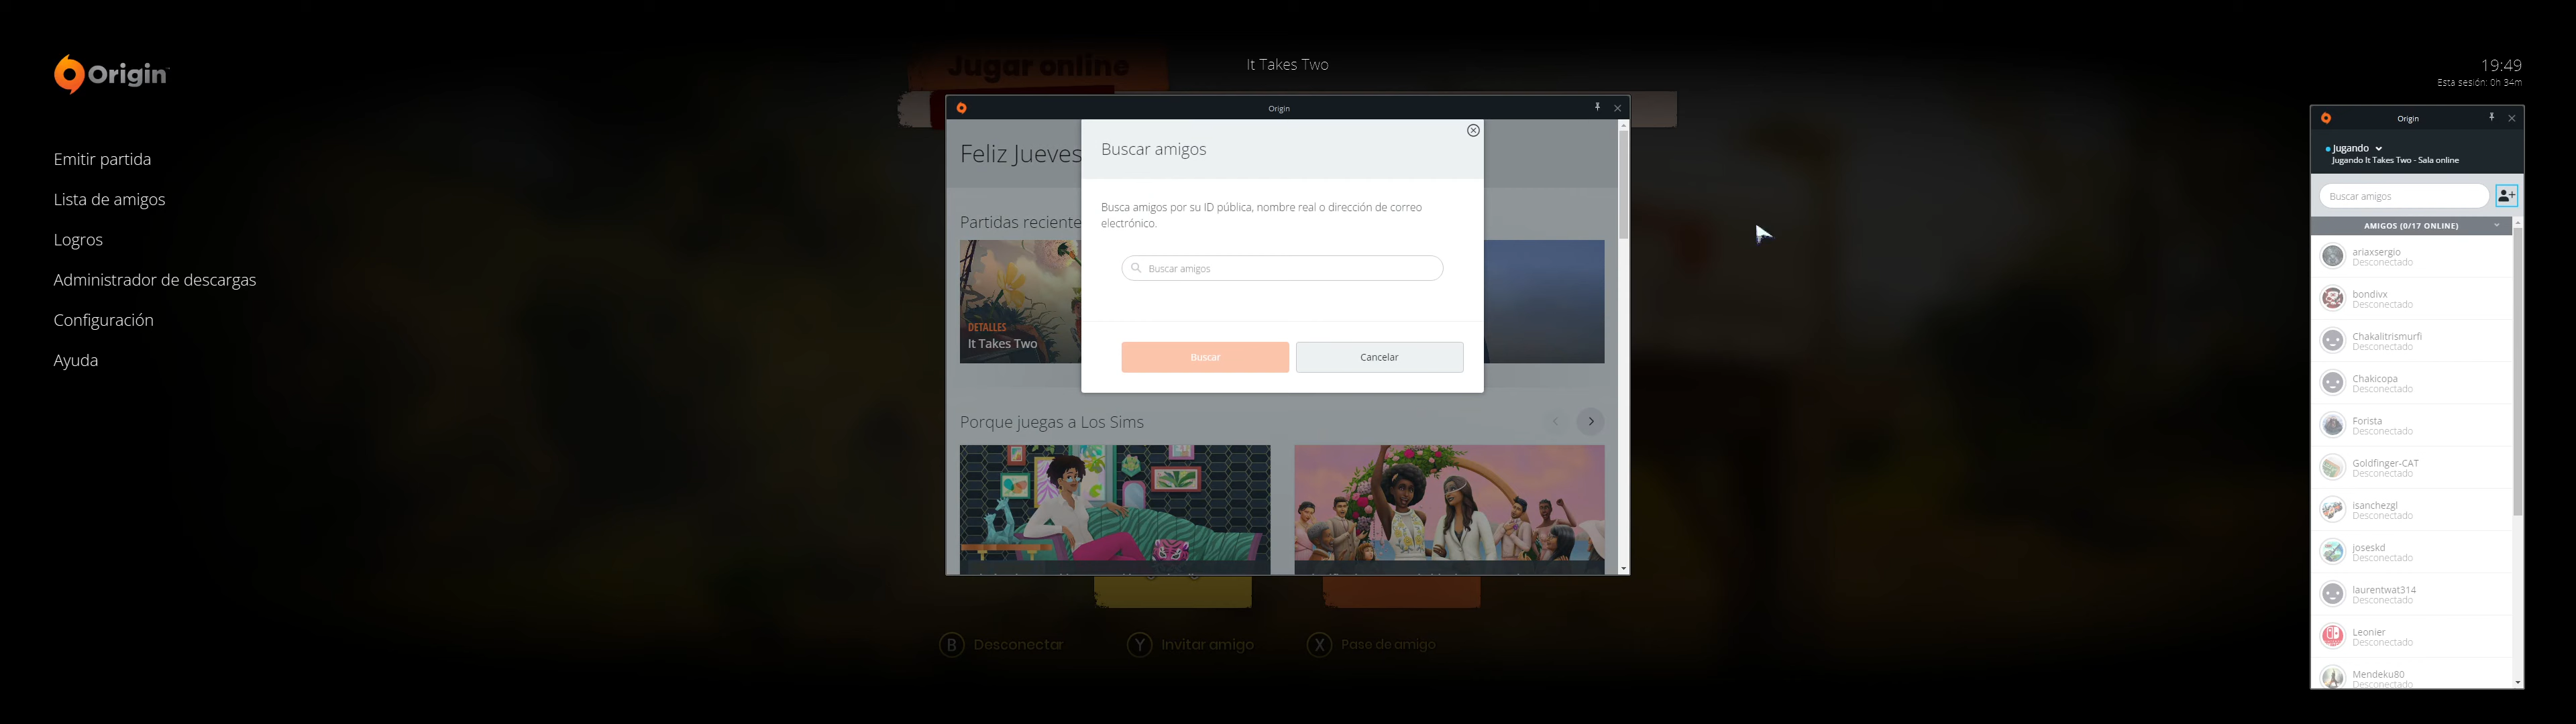 Origin
Jugar online
It Takes Two
19:49
Esta sesión: 0h 34m
Emitir partida
Lista de amigos
Logros
Administrador de descargas
Configuración
Ayuda
Origin
Feliz Jueves
Buscar amigos
Busca amigos por su ID pública, nombre real o dirección de correo
electrónico.
Buscar amigos
Buscar
Cancelar
Partidas reciente
DETALLES
It Takes Two
Porque juegas a Los Sims
B Desconectar
Y Invitar amigo
X Pase de amigo
Origin
Jugando
Jugando It Takes Two - Sala online
Buscar amigos
AMIGOS (0/17 ONLINE)
ariaxsergio
Desconectado
bondivx
Desconectado
Chakalitrismurfi
Desconectado
Chakicopa
Desconectado
Forista
Desconectado
Goldfinger-CAT
Desconectado
isanchezgl
Desconectado
joseskd
Desconectado
laurentwat314
Desconectado
Leonier
Desconectado
Mendeku80
Desconectado